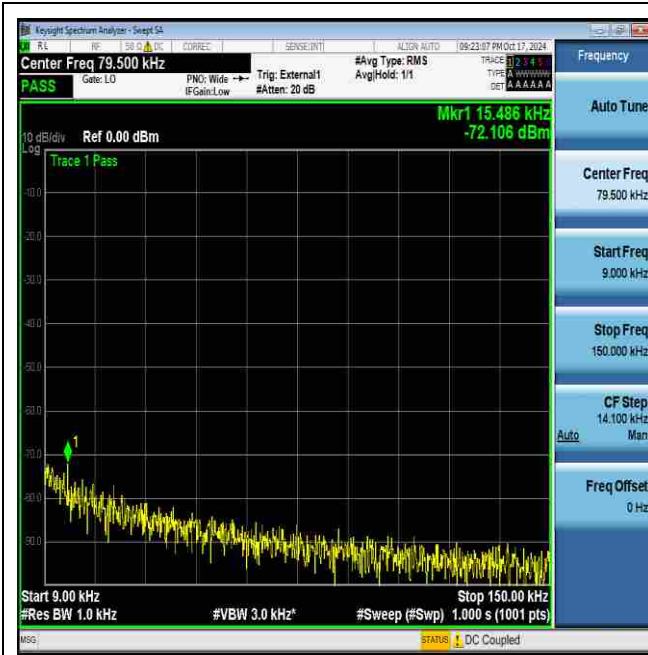 Keysight Spectrum Analyzer - Swept SA
RL RF 50 Ω DC CORREC SENSE:INT ALIGN AUTO 09:23:07 PM Oct 17, 2024
Center Freq 79.500 kHz #Avg Type: RMS TRACE 1 2 3 4 5 6 Frequency
PASS Gate: LO PNO: Wide Trig: External1 Avg|Hold: 1/1 TYPE A WWWWW
IFGain:Low #Atten: 20 dB DET A A A A A A
Auto Tune
Mkr1 15.486 kHz
10 dB/div Ref 0.00 dBm -72.106 dBm
Log
Trace 1 Pass
Center Freq
79.500 kHz
-10.0
-20.0
Start Freq
9.000 kHz
-30.0
-40.0
Stop Freq
150.000 kHz
-50.0
-60.0
CF Step
14.100 kHz
Auto Man
1
-70.0
Freq Offset
0 Hz
-80.0
-90.0
Start 9.00 kHz Stop 150.00 kHz
#Res BW 1.0 kHz #VBW 3.0 kHz* #Sweep (#Swp) 1.000 s (1001 pts)
MSG STATUS DC Coupled